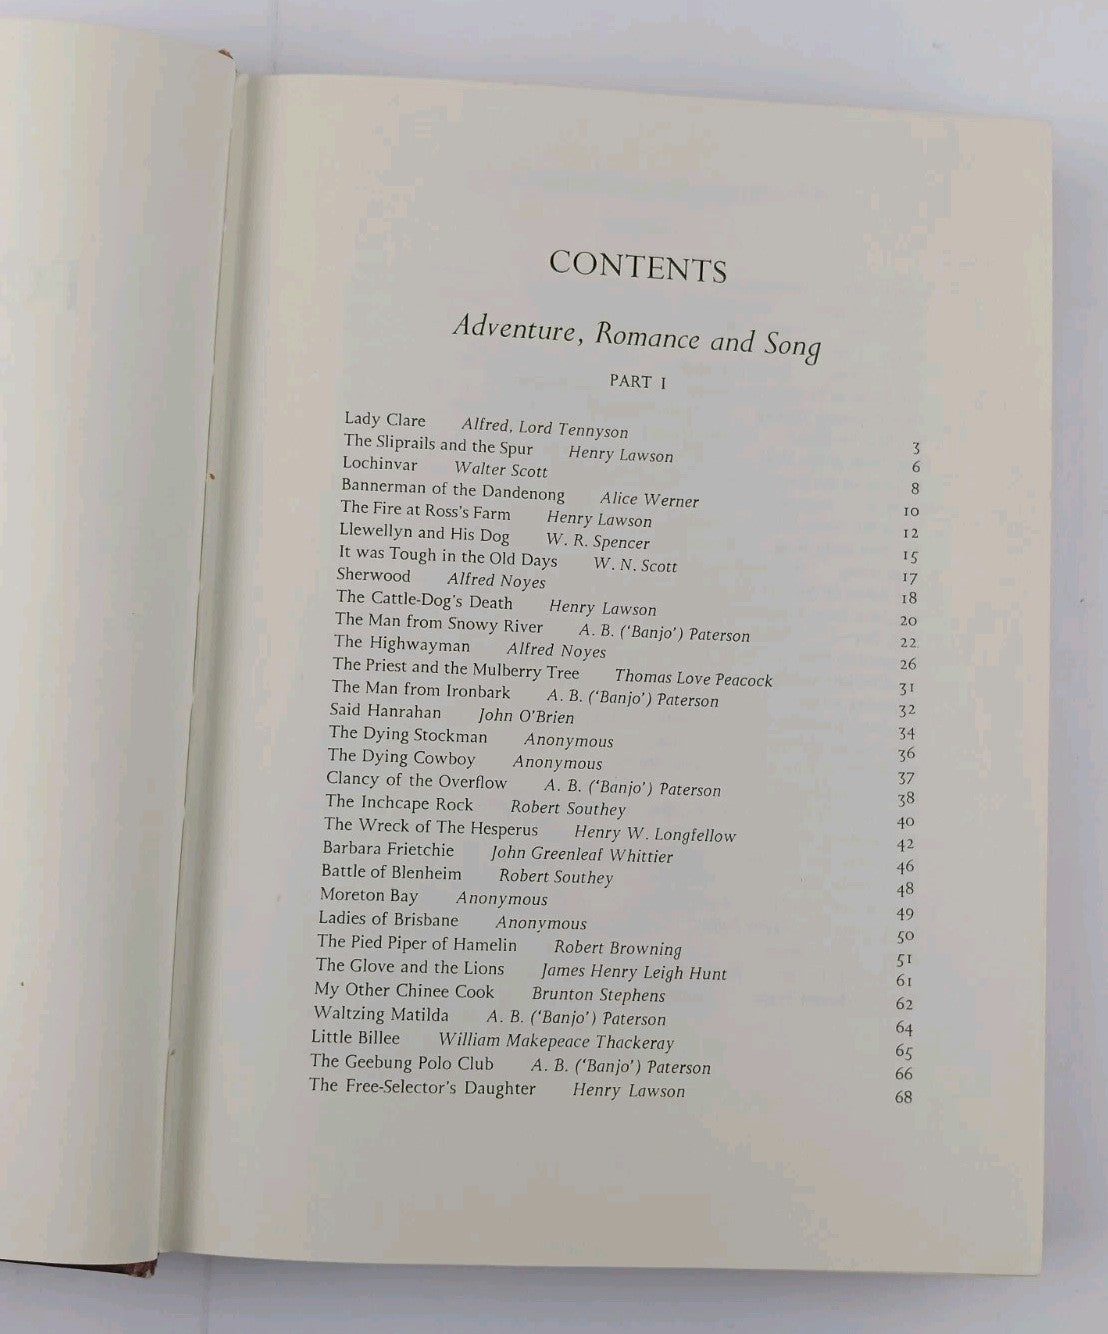 CONTENTS
Adventure, Romance and Song
PART I
Lady Clare Alfred, Lord Tennyson 3
The Sliprails and the Spur Henry Lawson 6
Lochinvar Walter Scott 8
Bannerman of the Dandenong Alice Werner 10
The Fire at Ross's Farm Henry Lawson 12
Llewellyn and His Dog W. R. Spencer 15
It was Tough in the Old Days W. N. Scott 17
Sherwood Alfred Noyes 18
The Cattle-Dog's Death Henry Lawson 20
The Man from Snowy River A. B. ('Banjo') Paterson 22
The Highwayman Alfred Noyes 26
The Priest and the Mulberry Tree Thomas Love Peacock 31
The Man from Ironbark A. B. ('Banjo') Paterson 32
Said Hanrahan John O'Brien 34
The Dying Stockman Anonymous 36
The Dying Cowboy Anonymous 37
Clancy of the Overflow A. B. ('Banjo') Paterson 38
The Inchcape Rock Robert Southey 40
The Wreck of The Hesperus Henry W. Longfellow 42
Barbara Frietchie John Greenleaf Whittier 46
Battle of Blenheim Robert Southey 48
Moreton Bay Anonymous 49
Ladies of Brisbane Anonymous 50
The Pied Piper of Hamelin Robert Browning 51
The Glove and the Lions James Henry Leigh Hunt 61
My Other Chinee Cook Brunton Stephens 62
Waltzing Matilda A. B. ('Banjo') Paterson 64
Little Billee William Makepeace Thackeray 65
The Geebung Polo Club A. B. ('Banjo') Paterson 66
The Free-Selector's Daughter Henry Lawson 68